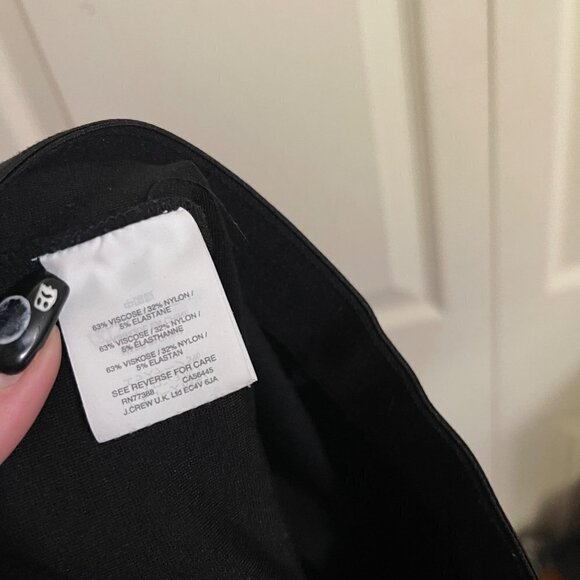 63% VISCOSE / 32% NYLON /
5% ELASTANE
63% VISCOSE / 32% NYLON /
5% ELASTHANNE
63% VISKOSE / 32% NYLON /
5% ELASTAN
SEE REVERSE FOR CARE
RN77388 CA56445
J.CREW U.K. Ltd EC4V 6JA